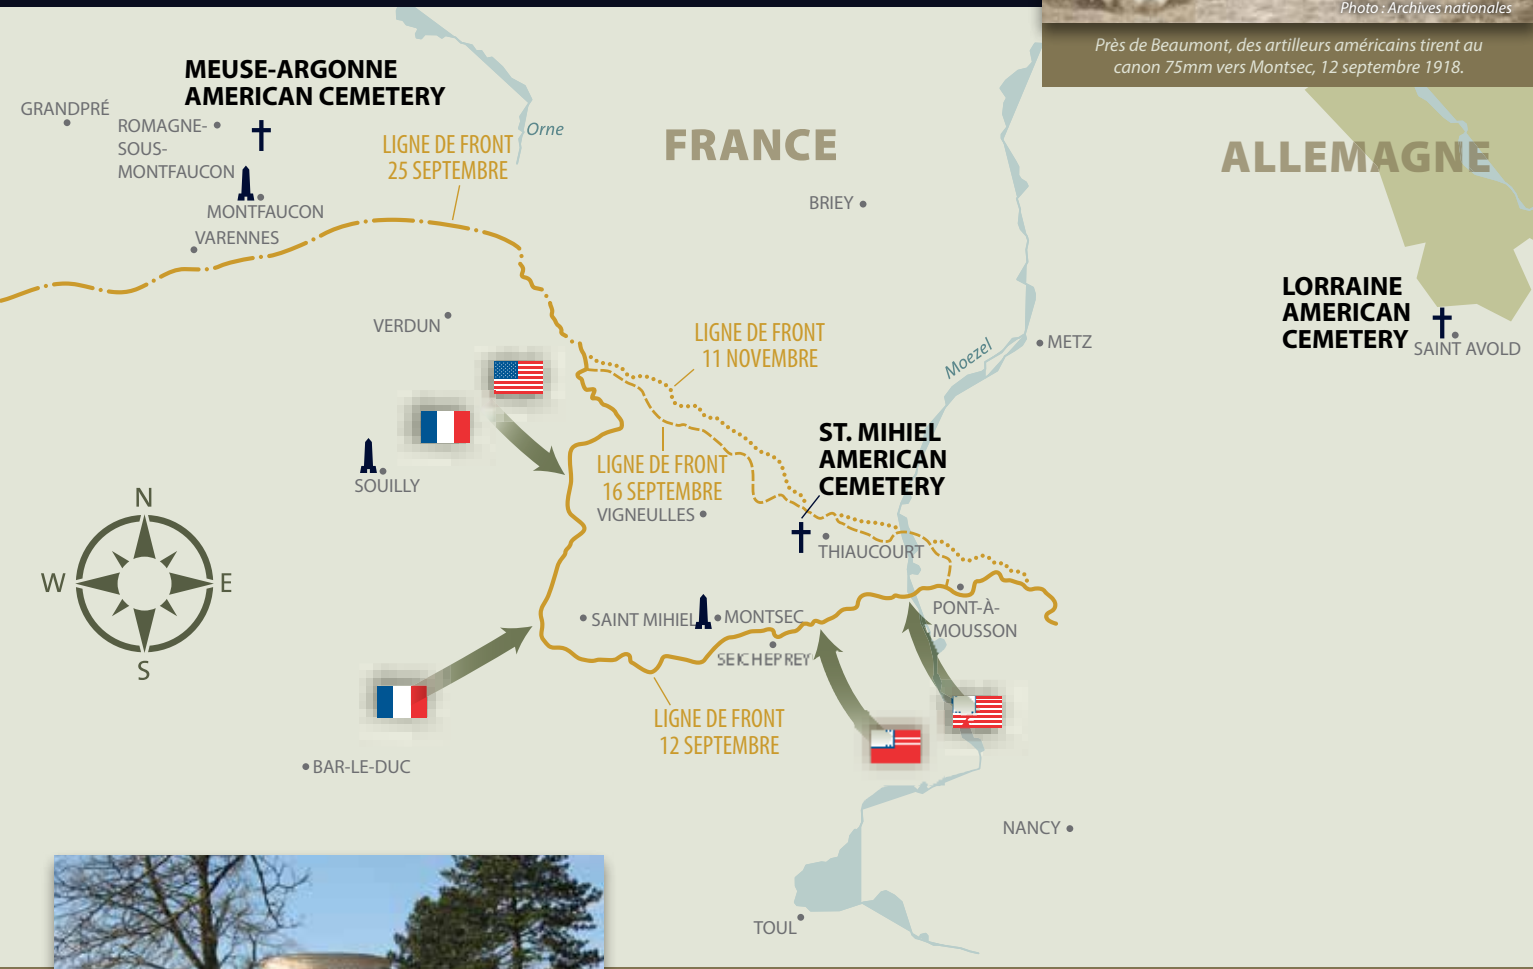 Photo : Archives nationales
Près de Beaumont, des artilleurs américains tirent au
canon 75mm vers Montsec, 12 septembre 1918.
MEUSE-ARGONNE
AMERICAN CEMETERY
GRANDPRÉ
ROMAGNE-
SOUS-
MONTFAUCON
MONTFAUCON
VARENNES
LIGNE DE FRONT
25 SEPTEMBRE
Orne
FRANCE
ALLEMAGNE
BRIEY
LORRAINE
AMERICAN
CEMETERY
SAINT AVOLD
VERDUN
LIGNE DE FRONT
11 NOVEMBRE
Moezel
METZ
ST. MIHIEL
AMERICAN
CEMETERY
LIGNE DE FRONT
16 SEPTEMBRE
SOUILLY
VIGNEULLES
THIAUCOURT
N
W
E
S
SAINT MIHIEL
MONTSEC
PONT-À-
MOUSSON
SEICHEPREY
LIGNE DE FRONT
12 SEPTEMBRE
BAR-LE-DUC
NANCY
TOUL